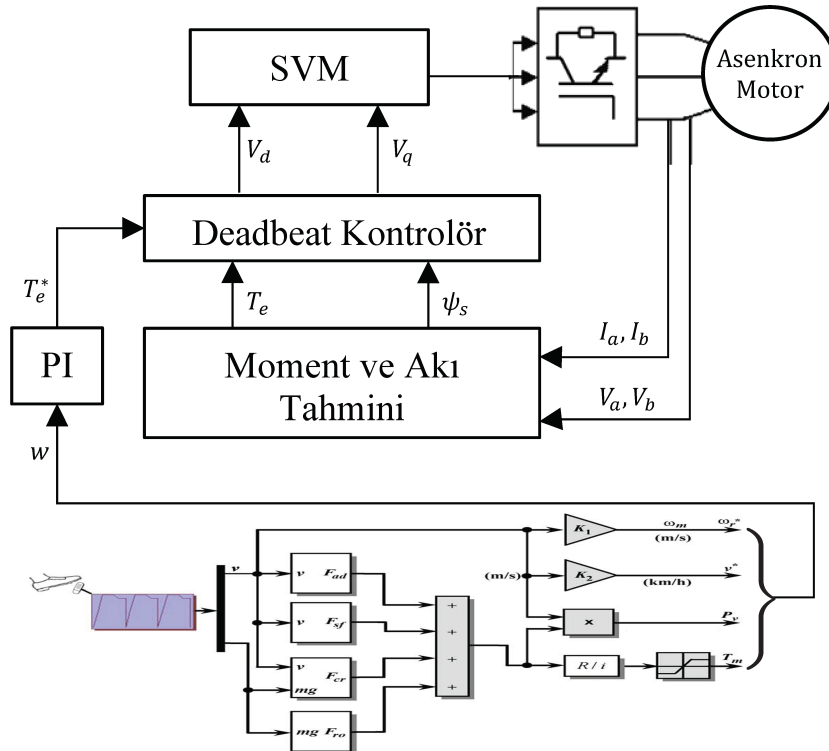 SVM
Asenkron
Motor
V_d
V_q
Deadbeat Kontrolör
T_e^*
T_e
ψ_s
PI
Moment ve Akı
Tahmini
I_a, I_b
V_a, V_b
w
v
v F_ad
v F_sf
v F_cr
mg
mg F_ro
+
+
+
+
(m/s)
K_1
ω_m
(m/s)
ω_r^*
K_2
(km/h)
v^*
×
P_v
R / i
T_m